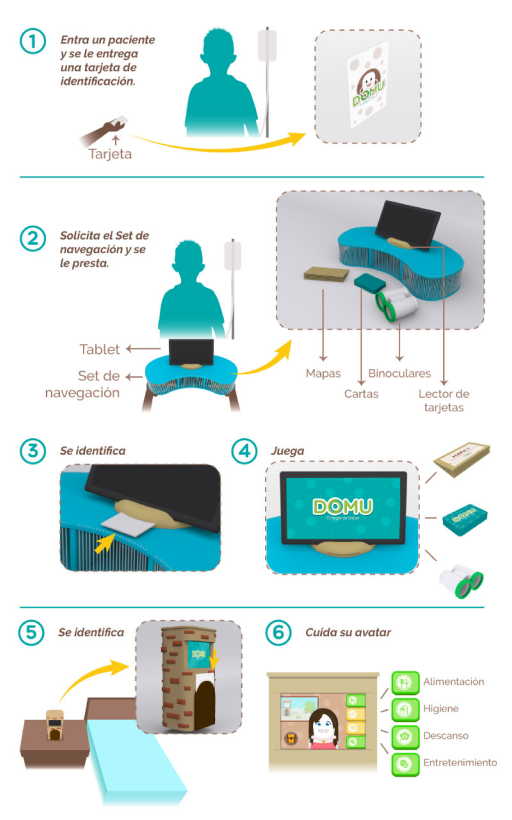 1
Entra un paciente
y se le entrega
una tarjeta de
identificación.
Tarjeta
DOMU
2
Solicita el Set de
navegación y se
le presta.
Tablet
Set de
navegación
Mapas
Cartas
Binoculares
Lector de
tarjetas
3
Se identifica
4
Juega
DOMU
DOMU
5
Se identifica
DOMU
6
Cuida su avatar
Alimentación
Higiene
Descanso
Entretenimiento